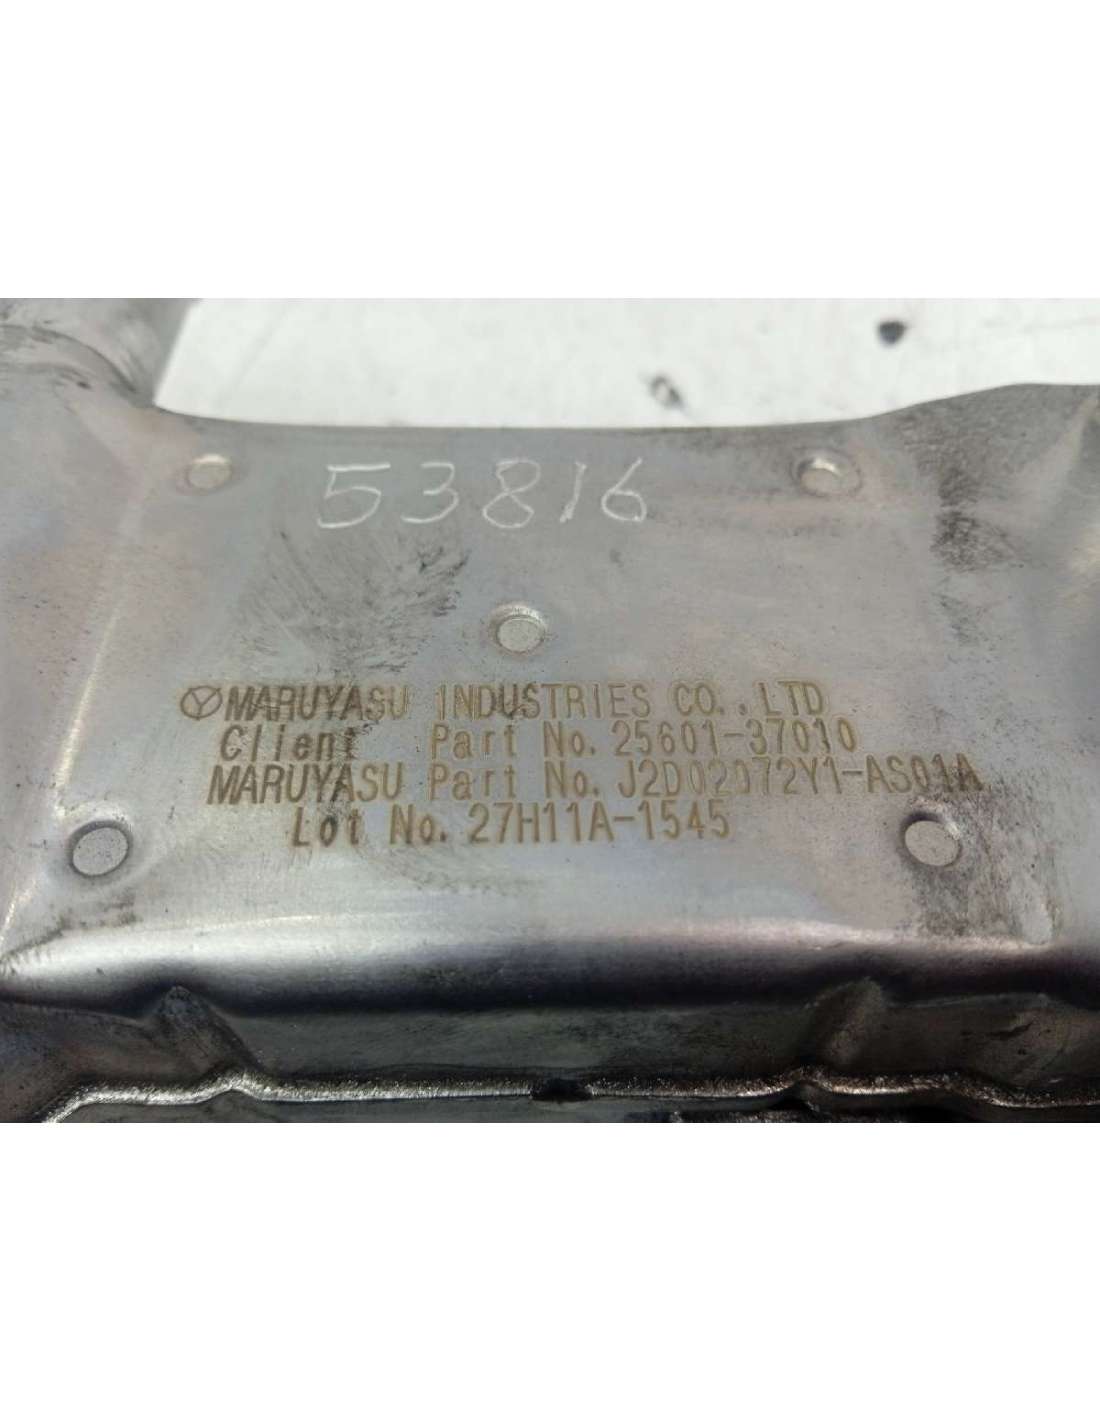 53816
MARUYASU INDUSTRIES CO., LTD
Client Part No. 25601-37010
MARUYASU Part No. J2D02072Y1-AS01A
Lot No. 27H11A-1545